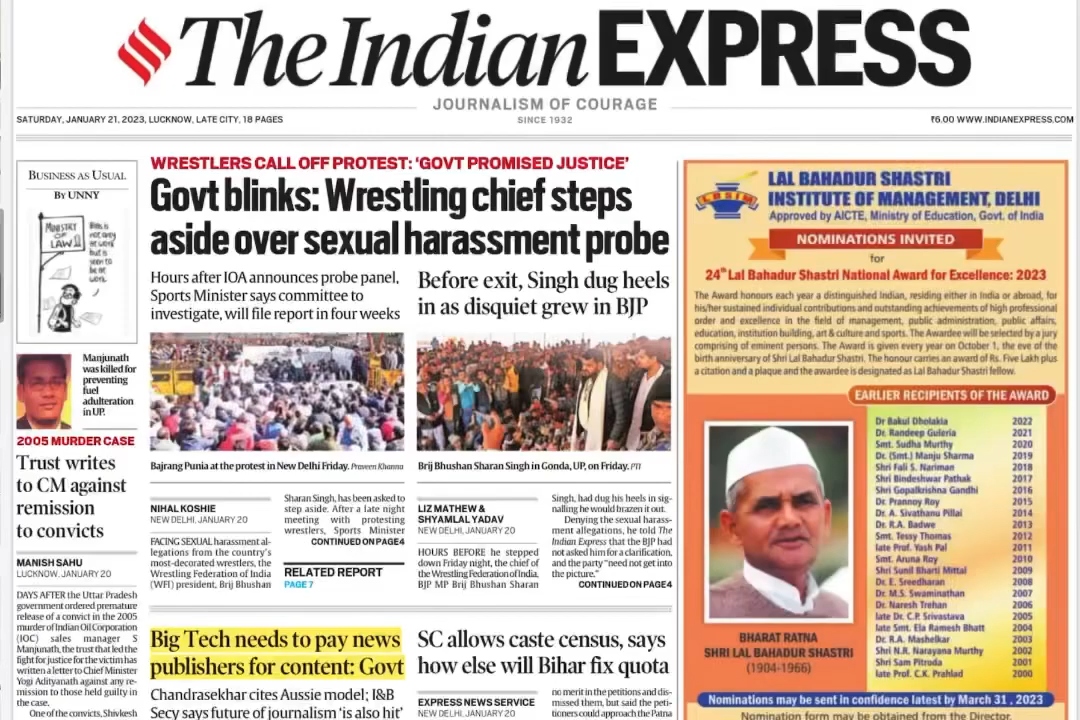 The Indian EXPRESS
JOURNALISM OF COURAGE
SINCE 1932
SATURDAY, JANUARY 21, 2023, LUCKNOW, LATE CITY, 18 PAGES
₹6.00 WWW.INDIANEXPRESS.COM
BUSINESS AS USUAL
BY UNNY
MINISTRY
OF
LAW
Manjunath
was killed for
preventing
fuel
adulteration
in UP.
2005 MURDER CASE
Trust writes
to CM against
remission
to convicts
MANISH SAHU
LUCKNOW, JANUARY 20
DAYS AFTER the Uttar Pradesh
government ordered premature
release of a convict in the 2005
murder of Indian Oil Corporation
(IOC) sales manager S
Manjunath, the trust that led the
fight for justice for the victim has
written a letter to Chief Minister
Yogi Adityanath against any re-
mission to those held guilty in
the case.
One of the convicts, Shivkesh
WRESTLERS CALL OFF PROTEST: ‘GOVT PROMISED JUSTICE’
Govt blinks: Wrestling chief steps
aside over sexual harassment probe
Hours after IOA announces probe panel,
Sports Minister says committee to
investigate, will file report in four weeks
Bajrang Punia at the protest in New Delhi Friday. Praveen Khanna
NIHAL KOSHIE
NEW DELHI, JANUARY 20
FACING SEXUAL harassment al-
legations from the country's
most-decorated wrestlers, the
Wrestling Federation of India
(WFI) president, Brij Bhushan
Sharan Singh, has been asked to
step aside. After a late night
meeting with protesting
wrestlers, Sports Minister
CONTINUED ON PAGE 4
RELATED REPORT
PAGE 7
Before exit, Singh dug heels
in as disquiet grew in BJP
Brij Bhushan Sharan Singh in Gonda, UP, on Friday. PTI
LIZ MATHEW &
SHYAMLAL YADAV
NEW DELHI, JANUARY 20
HOURS BEFORE he stepped
down Friday night, the chief of
the Wrestling Federation of India,
BJP MP Brij Bhushan Sharan
Singh, had dug his heels in sig-
nalling he would brazen it out.
Denying the sexual harass-
ment allegations, he told The
Indian Express that the BJP had
not asked him for a clarification,
and the party “need not get into
the picture.”
CONTINUED ON PAGE 4
Big Tech needs to pay news
publishers for content: Govt
Chandrasekhar cites Aussie model; I&B
Secy says future of journalism ‘is also hit’
SC allows caste census, says
how else will Bihar fix quota
EXPRESS NEWS SERVICE
NEW DELHI, JANUARY 20
no merit in the petitions and dis-
missed them, but said the peti-
tioners could approach the Patna
LBSIM
LAL BAHADUR SHASTRI
INSTITUTE OF MANAGEMENT, DELHI
Approved by AICTE, Ministry of Education, Govt. of India
NOMINATIONS INVITED
for
24th Lal Bahadur Shastri National Award for Excellence: 2023
The Award honours each year a distinguished Indian, residing either in India or abroad, for
his/her sustained individual contributions and outstanding achievements of high professional
order and excellence in the field of management, public administration, public affairs,
education, institution building, art & culture and sports. The Awardee will be selected by a jury
comprising of eminent persons. The Award is given every year on October 1, the eve of the
birth anniversary of Shri Lal Bahadur Shastri. The honour carries an award of Rs. Five Lakh plus
a citation and a plaque and the awardee is designated as Lal Bahadur Shastri fellow.
EARLIER RECIPIENTS OF THE AWARD
Dr Bakul Dholakia 2022
Dr. Randeep Guleria 2021
Smt. Sudha Murthy 2020
Dr. (Smt.) Manju Sharma 2019
Shri Fali S. Nariman 2018
Shri Bindeshwar Pathak 2017
Shri Gopalkrishna Gandhi 2016
Dr. Prannoy Roy 2015
Dr. A. Sivathanu Pillai 2014
Dr. R.A. Badwe 2013
Smt. Tessy Thomas 2012
late Prof. Yash Pal 2011
Smt. Aruna Roy 2010
Shri Sunil Bharti Mittal 2009
Dr. E. Sreedharan 2008
Dr. M.S. Swaminathan 2007
Dr. Naresh Trehan 2006
late Dr. C.P. Srivastava 2005
late Smt. Ela Ramesh Bhatt 2004
Dr. R.A. Mashelkar 2003
Shri N.R. Narayana Murthy 2002
Shri Sam Pitroda 2001
late Prof. C.K. Prahlad 2000
BHARAT RATNA
SHRI LAL BAHADUR SHASTRI
(1904-1966)
Nominations may be sent in confidence latest by March 31, 2023
Nomination form may be obtained from the Director,